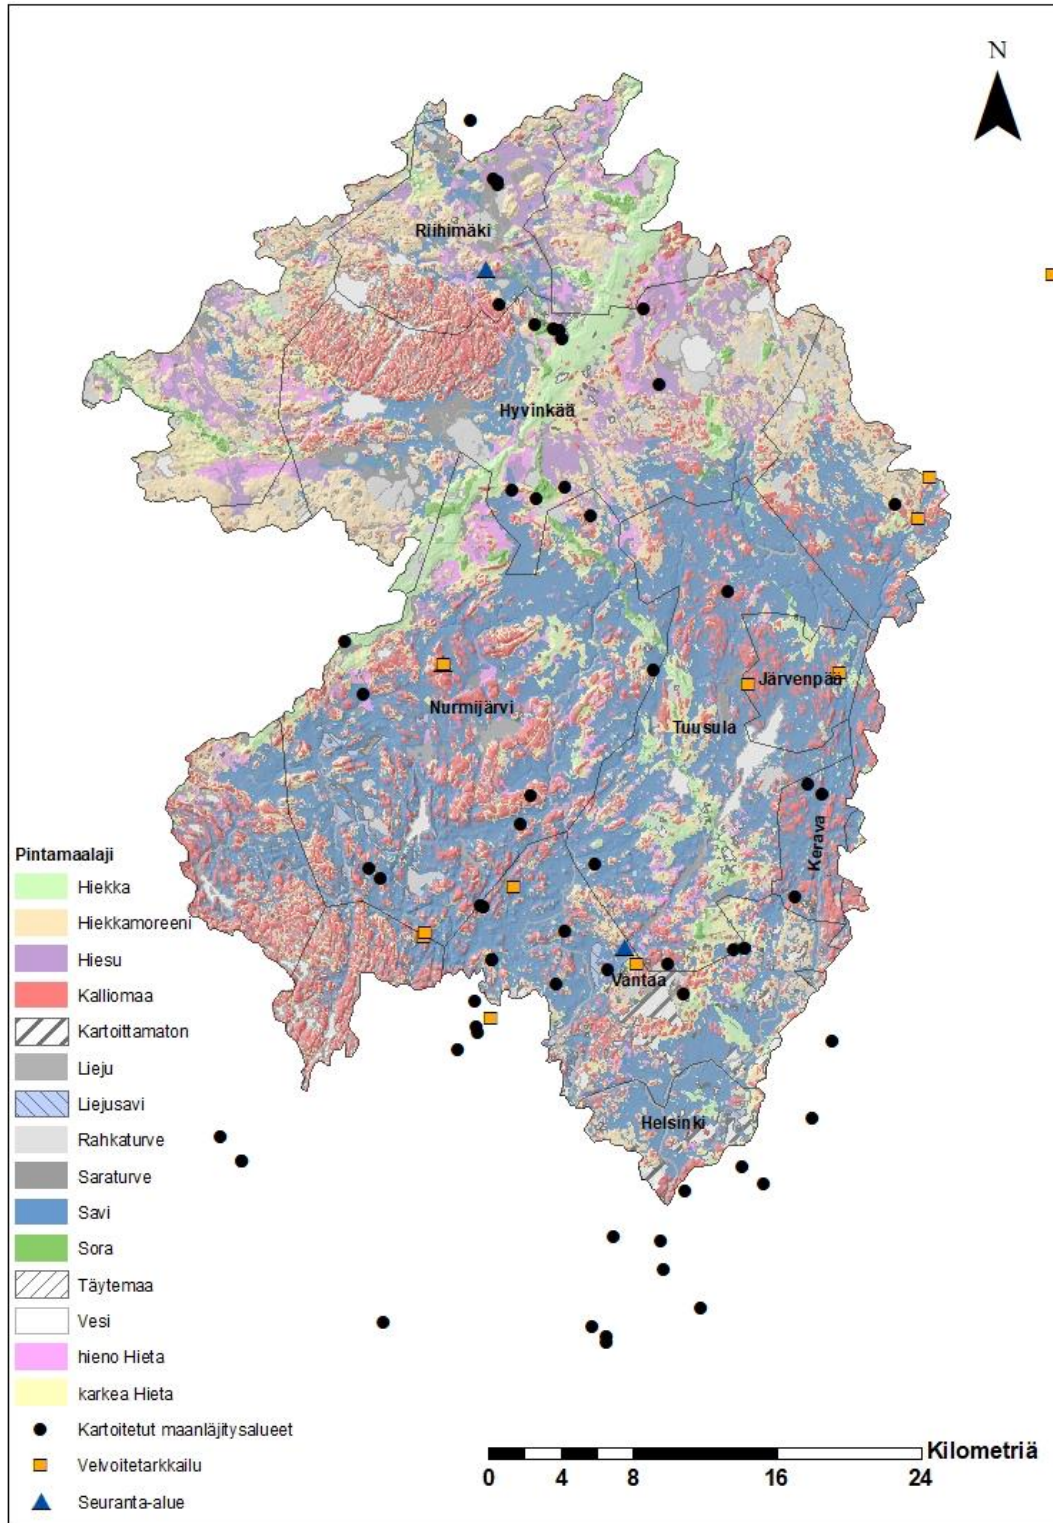 N
Riihimäki
Hyvinkää
Järvenpää
Nurmijärvi
Tuusula
Kerava
Vantaa
Helsinki
Pintamaalaji
Hiekka
Hiekkamoreeni
Hiesu
Kalliomaa
Kartoittamaton
Lieju
Liejusavi
Rahkaturve
Saraturve
Savi
Sora
Täytemaa
Vesi
hieno Hieta
karkea Hieta
Kartoitetut maanläjitysalueet
Velvoitetarkkailu
Seuranta-alue
Kilometriä
0 4 8 16 24